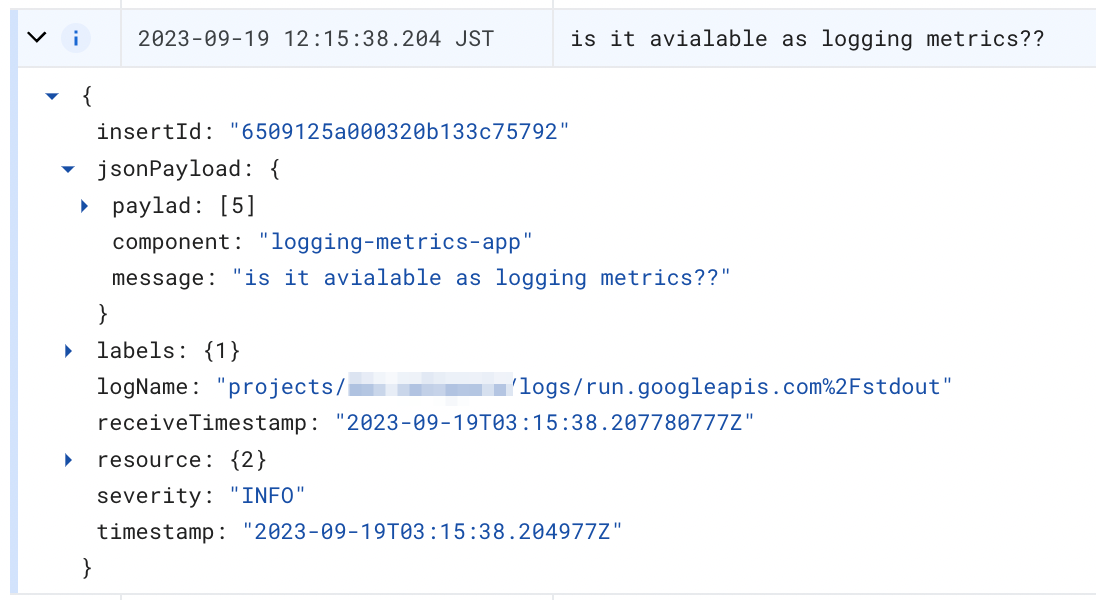 2023-09-19 12:15:38.204 JST is it avialable as logging metrics??
{
insertId: "6509125a000320b133c75792"
jsonPayload: {
paylad: [5]
component: "logging-metrics-app"
message: "is it avialable as logging metrics??"
}
labels: {1}
logName: "projects/ /logs/run.googleapis.com%2Fstdout"
receiveTimestamp: "2023-09-19T03:15:38.207780777Z"
resource: {2}
severity: "INFO"
timestamp: "2023-09-19T03:15:38.204977Z"
}